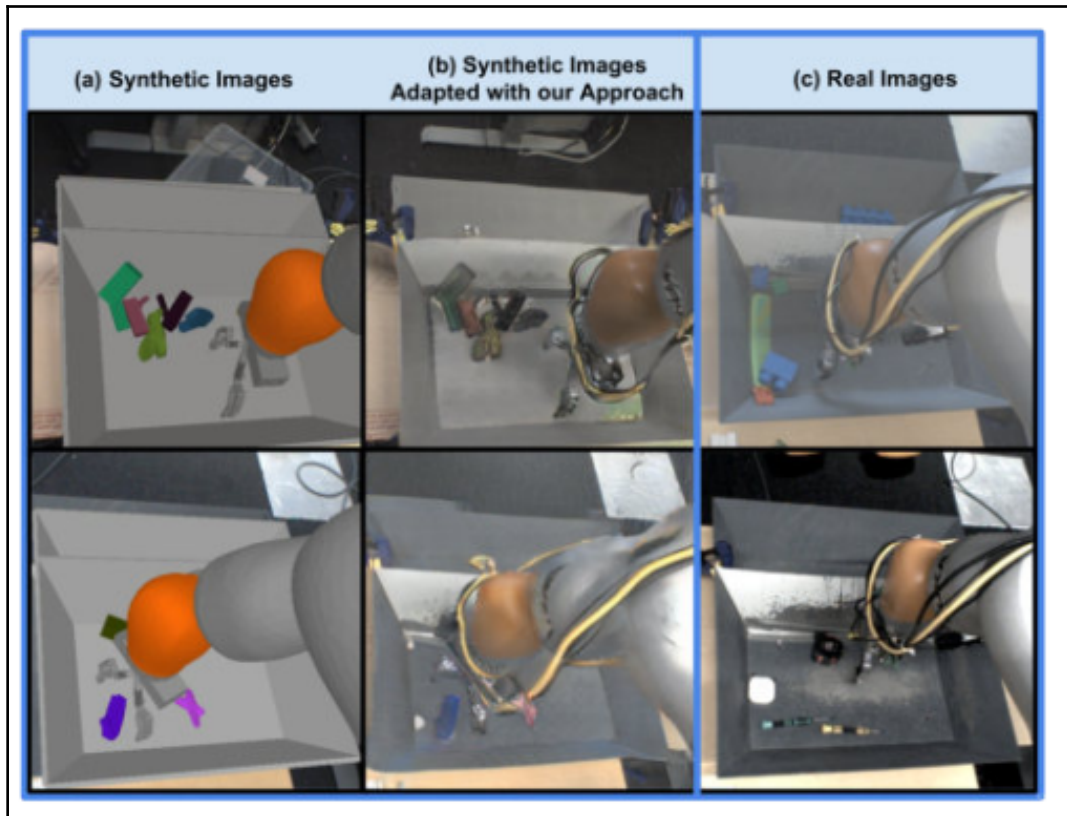 (a) Synthetic Images
(b) Synthetic Images
Adapted with our Approach
(c) Real Images